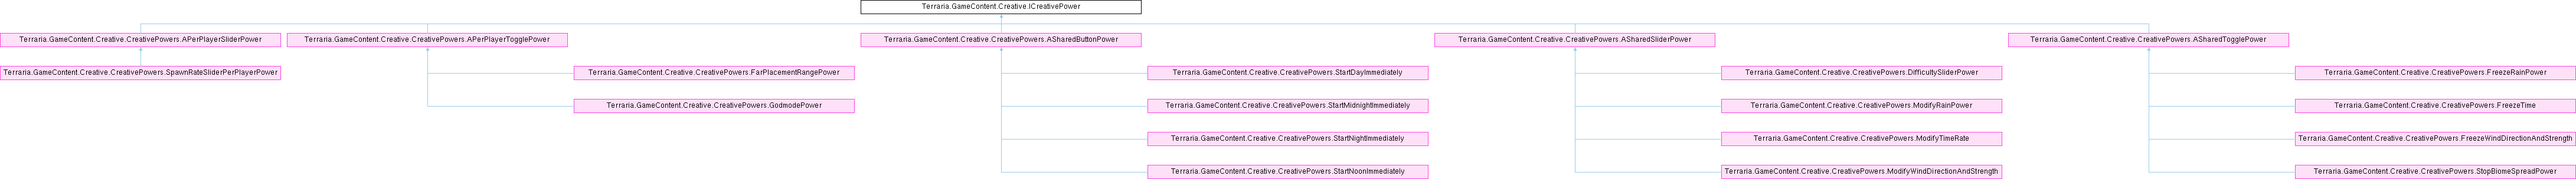 Terraria.GameContent.Creative.ICreativePower
Terraria.GameContent.Creative.CreativePowers.APerPlayerSliderPower
Terraria.GameContent.Creative.CreativePowers.APerPlayerTogglePower
Terraria.GameContent.Creative.CreativePowers.ASharedButtonPower
Terraria.GameContent.Creative.CreativePowers.ASharedSliderPower
Terraria.GameContent.Creative.CreativePowers.ASharedTogglePower
Terraria.GameContent.Creative.CreativePowers.SpawnRateSliderPerPlayerPower
Terraria.GameContent.Creative.CreativePowers.FarPlacementRangePower
Terraria.GameContent.Creative.CreativePowers.StartDayImmediately
Terraria.GameContent.Creative.CreativePowers.DifficultySliderPower
Terraria.GameContent.Creative.CreativePowers.FreezeRainPower
Terraria.GameContent.Creative.CreativePowers.GodmodePower
Terraria.GameContent.Creative.CreativePowers.StartMidnightImmediately
Terraria.GameContent.Creative.CreativePowers.ModifyRainPower
Terraria.GameContent.Creative.CreativePowers.FreezeTime
Terraria.GameContent.Creative.CreativePowers.StartNightImmediately
Terraria.GameContent.Creative.CreativePowers.ModifyTimeRate
Terraria.GameContent.Creative.CreativePowers.FreezeWindDirectionAndStrength
Terraria.GameContent.Creative.CreativePowers.StartNoonImmediately
Terraria.GameContent.Creative.CreativePowers.ModifyWindDirectionAndStrength
Terraria.GameContent.Creative.CreativePowers.StopBiomeSpreadPower